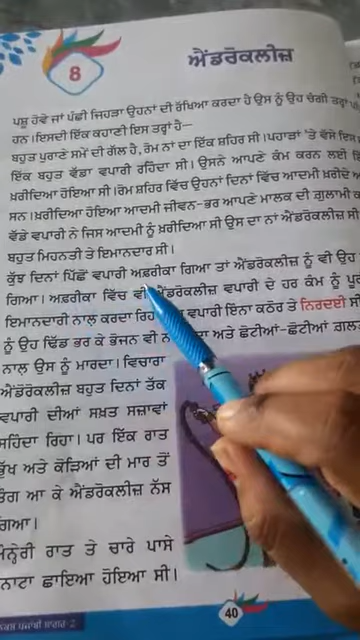 8
ਐਂਡਰੋਕਲੀਜ਼
ਪਸ਼ੂ ਹੋਵੇ ਜਾਂ ਪੰਛੀ ਜਿਹੜਾ ਉਹਨਾਂ ਦੀ ਰੱਖਿਆ ਕਰਦਾ ਹੈ ਉਸ ਨੂੰ ਉਹ ਚੰਗੀ ਤਰ੍ਹਾਂ
ਹਨ। ਇਸਦੀ ਇੱਕ ਕਹਾਣੀ ਇਸ ਤਰ੍ਹਾਂ ਹੈ—
ਬਹੁਤ ਪੁਰਾਣੇ ਸਮੇਂ ਦੀ ਗੱਲ ਹੈ, ਰੋਮ ਨਾਂ ਦਾ ਇੱਕ ਸ਼ਹਿਰ ਸੀ। ਪਹਾੜਾਂ 'ਤੇ ਵੱਸੇ ਇਸ
ਇੱਕ ਬਹੁਤ ਵੱਡਾ ਵਪਾਰੀ ਰਹਿੰਦਾ ਸੀ। ਉਸਨੇ ਆਪਣੇ ਕੰਮ ਕਰਨ ਲਈ
ਖ਼ਰੀਦਿਆ ਹੋਇਆ ਸੀ। ਰੋਮ ਸ਼ਹਿਰ ਵਿੱਚ ਉਹਨਾਂ ਦਿਨਾਂ ਵਿੱਚ ਆਦਮੀ ਖ਼ਰੀਦੇ
ਸਨ। ਖ਼ਰੀਦਿਆ ਹੋਇਆ ਆਦਮੀ ਜੀਵਨ-ਭਰ ਆਪਣੇ ਮਾਲਕ ਦੀ ਗੁਲਾਮੀ
ਵੱਡੇ ਵਪਾਰੀ ਨੇ ਜਿਸ ਆਦਮੀ ਨੂੰ ਖ਼ਰੀਦਿਆ ਸੀ ਉਸ ਦਾ ਨਾਂ ਐਂਡਰੋਕਲੀਜ਼ ਸੀ
ਬਹੁਤ ਮਿਹਨਤੀ ਤੇ ਇਮਾਨਦਾਰ ਸੀ।
ਕੁੱਝ ਦਿਨਾਂ ਪਿੱਛੋਂ ਵਪਾਰੀ ਅਫ਼ਰੀਕਾ ਗਿਆ ਤਾਂ ਐਂਡਰੋਕਲੀਜ਼ ਨੂੰ ਵੀ ਉਹ
ਗਿਆ। ਅਫ਼ਰੀਕਾ ਵਿੱਚ ਵੀ ਐਂਡਰੋਕਲੀਜ਼ ਵਪਾਰੀ ਦੇ ਹਰ ਕੰਮ ਨੂੰ
ਇਮਾਨਦਾਰੀ ਨਾਲ਼ ਕਰਦਾ ਵਪਾਰੀ ਇੰਨਾ ਕਠੋਰ ਤੇ ਨਿਰਦਈ ਸੀ
ਨੂੰ ਉਹ ਢਿੱਡ ਭਰ ਕੇ ਭੋਜਨ ਵੀ ਅਤੇ ਛੋਟੀਆਂ-ਛੋਟੀਆਂ
ਨਾਲ਼ ਉਸ ਨੂੰ ਮਾਰਦਾ। ਵਿਚਾਰਾ
ਐਂਡੋਰੋਕਲੀਜ਼ ਬਹੁਤ ਦਿਨਾਂ ਤੱਕ
ਵਪਾਰੀ ਦੀਆਂ ਸਖ਼ਤ ਸਜ਼ਾਵਾਂ
ਸਹਿੰਦਾ ਰਿਹਾ। ਪਰ ਇੱਕ ਰਾਤ
ਭੁੱਖ ਅਤੇ ਕੋੜਿਆਂ ਦੀ ਮਾਰ ਤੋਂ
ਤੰਗ ਆ ਕੇ ਐਂਡਰੋਕਲੀਜ਼ ਨੱਸ
ਗਿਆ।
ਰਾਤ ਤੇ ਚਾਰੇ ਪਾਸੇ
ਛਾਇਆ ਹੋਇਆ ਸੀ।
40